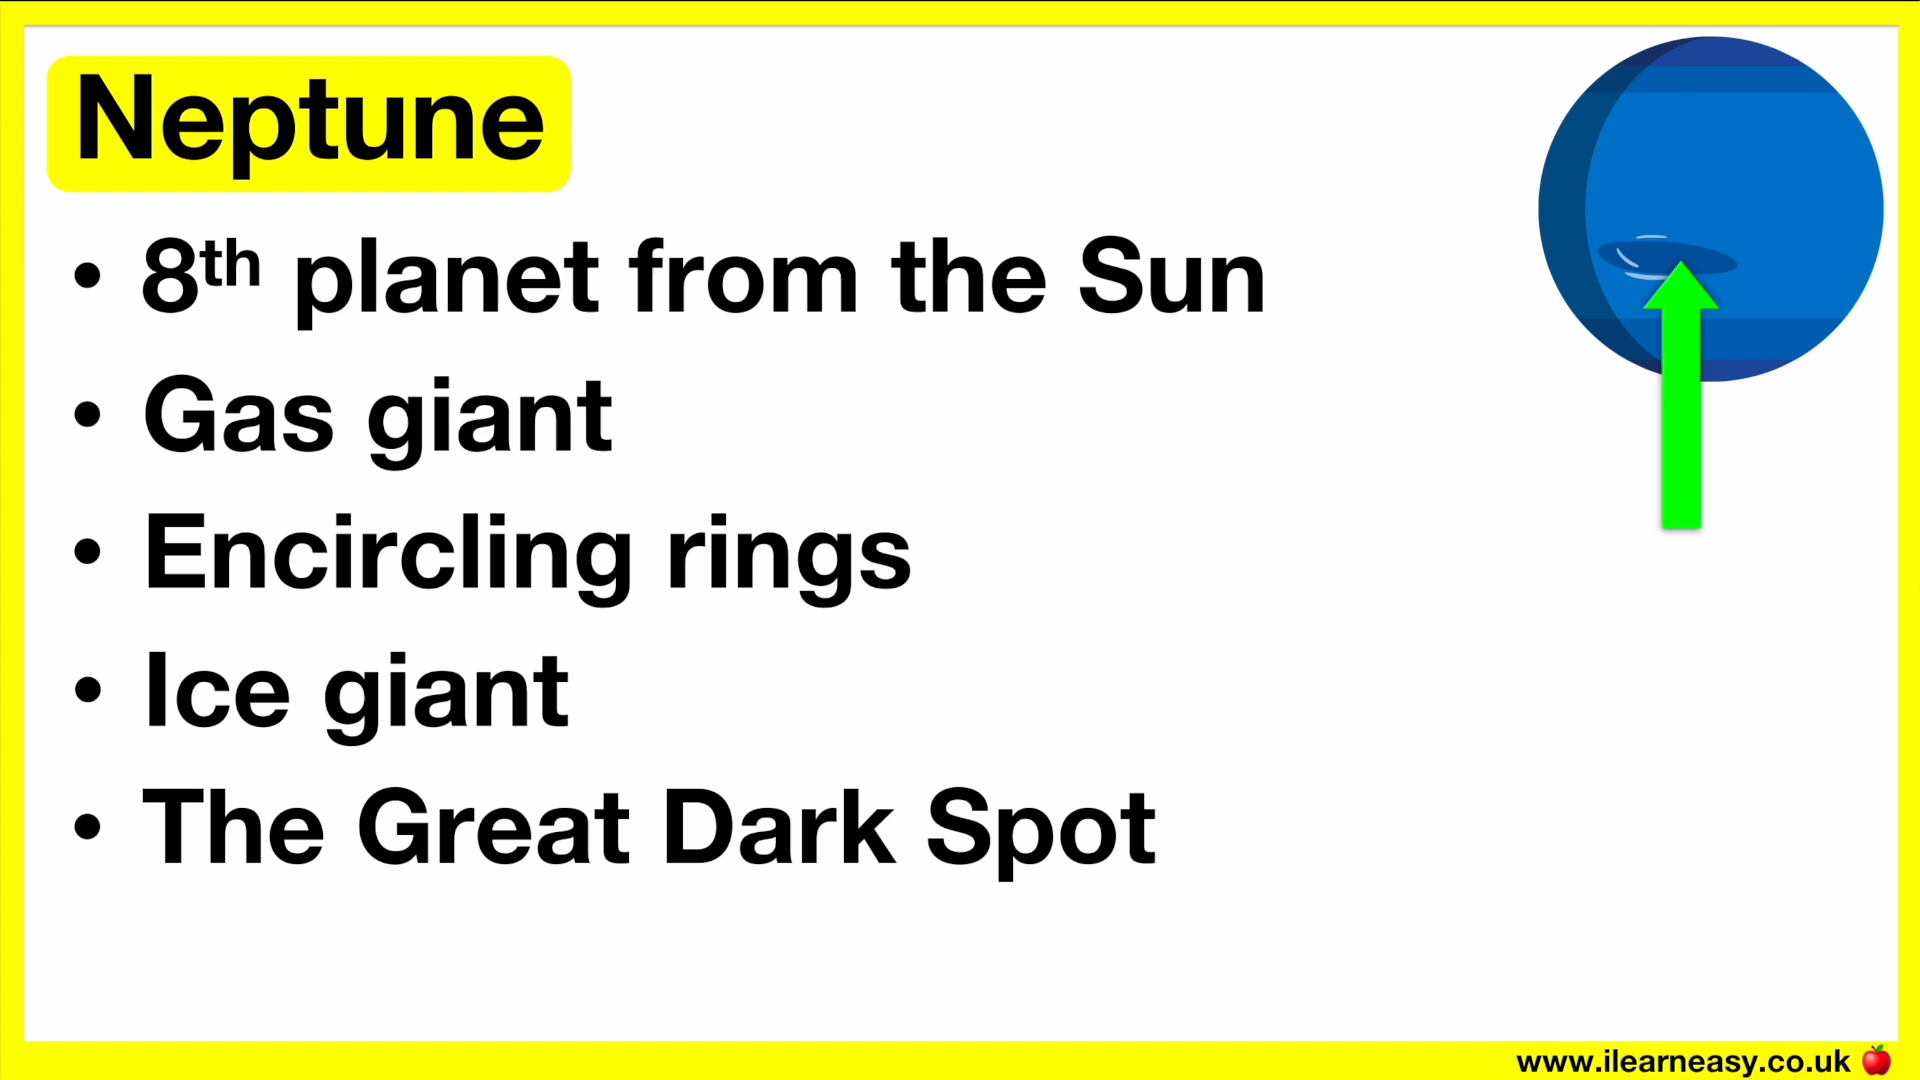 Neptune
• 8th planet from the Sun
• Gas giant
• Encircling rings
• Ice giant
• The Great Dark Spot
www.ilearneasy.co.uk